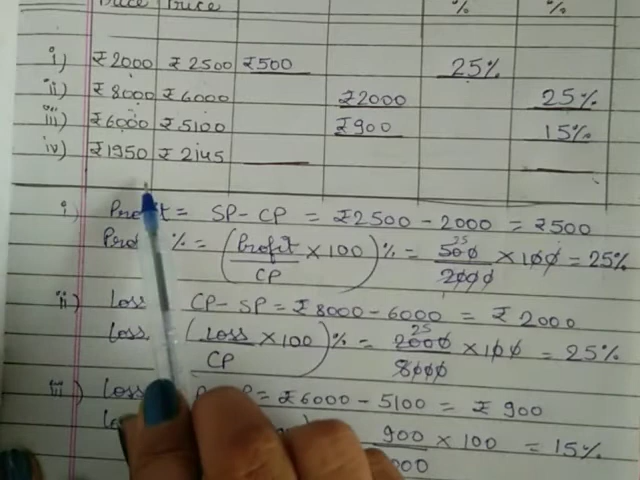 Price Price % %
i) ₹2000 ₹2500 ₹500 25%
ii) ₹8000 ₹6000 ₹2000 25%
iii) ₹6000 ₹5100 ₹900 15%
iv) ₹1950 ₹2145
i) Profit = SP - CP = ₹2500 - 2000 = ₹500
% = (Profit/CP × 100)% = 500/2000 × 100 = 25%
25
ii) Loss CP - SP = ₹8000 - 6000 = ₹2000
Loss (Loss/CP × 100)% = 2000/8000 × 100 = 25%
25
iii) Loss = ₹6000 - 5100 = ₹900
900 × 100 = 15%